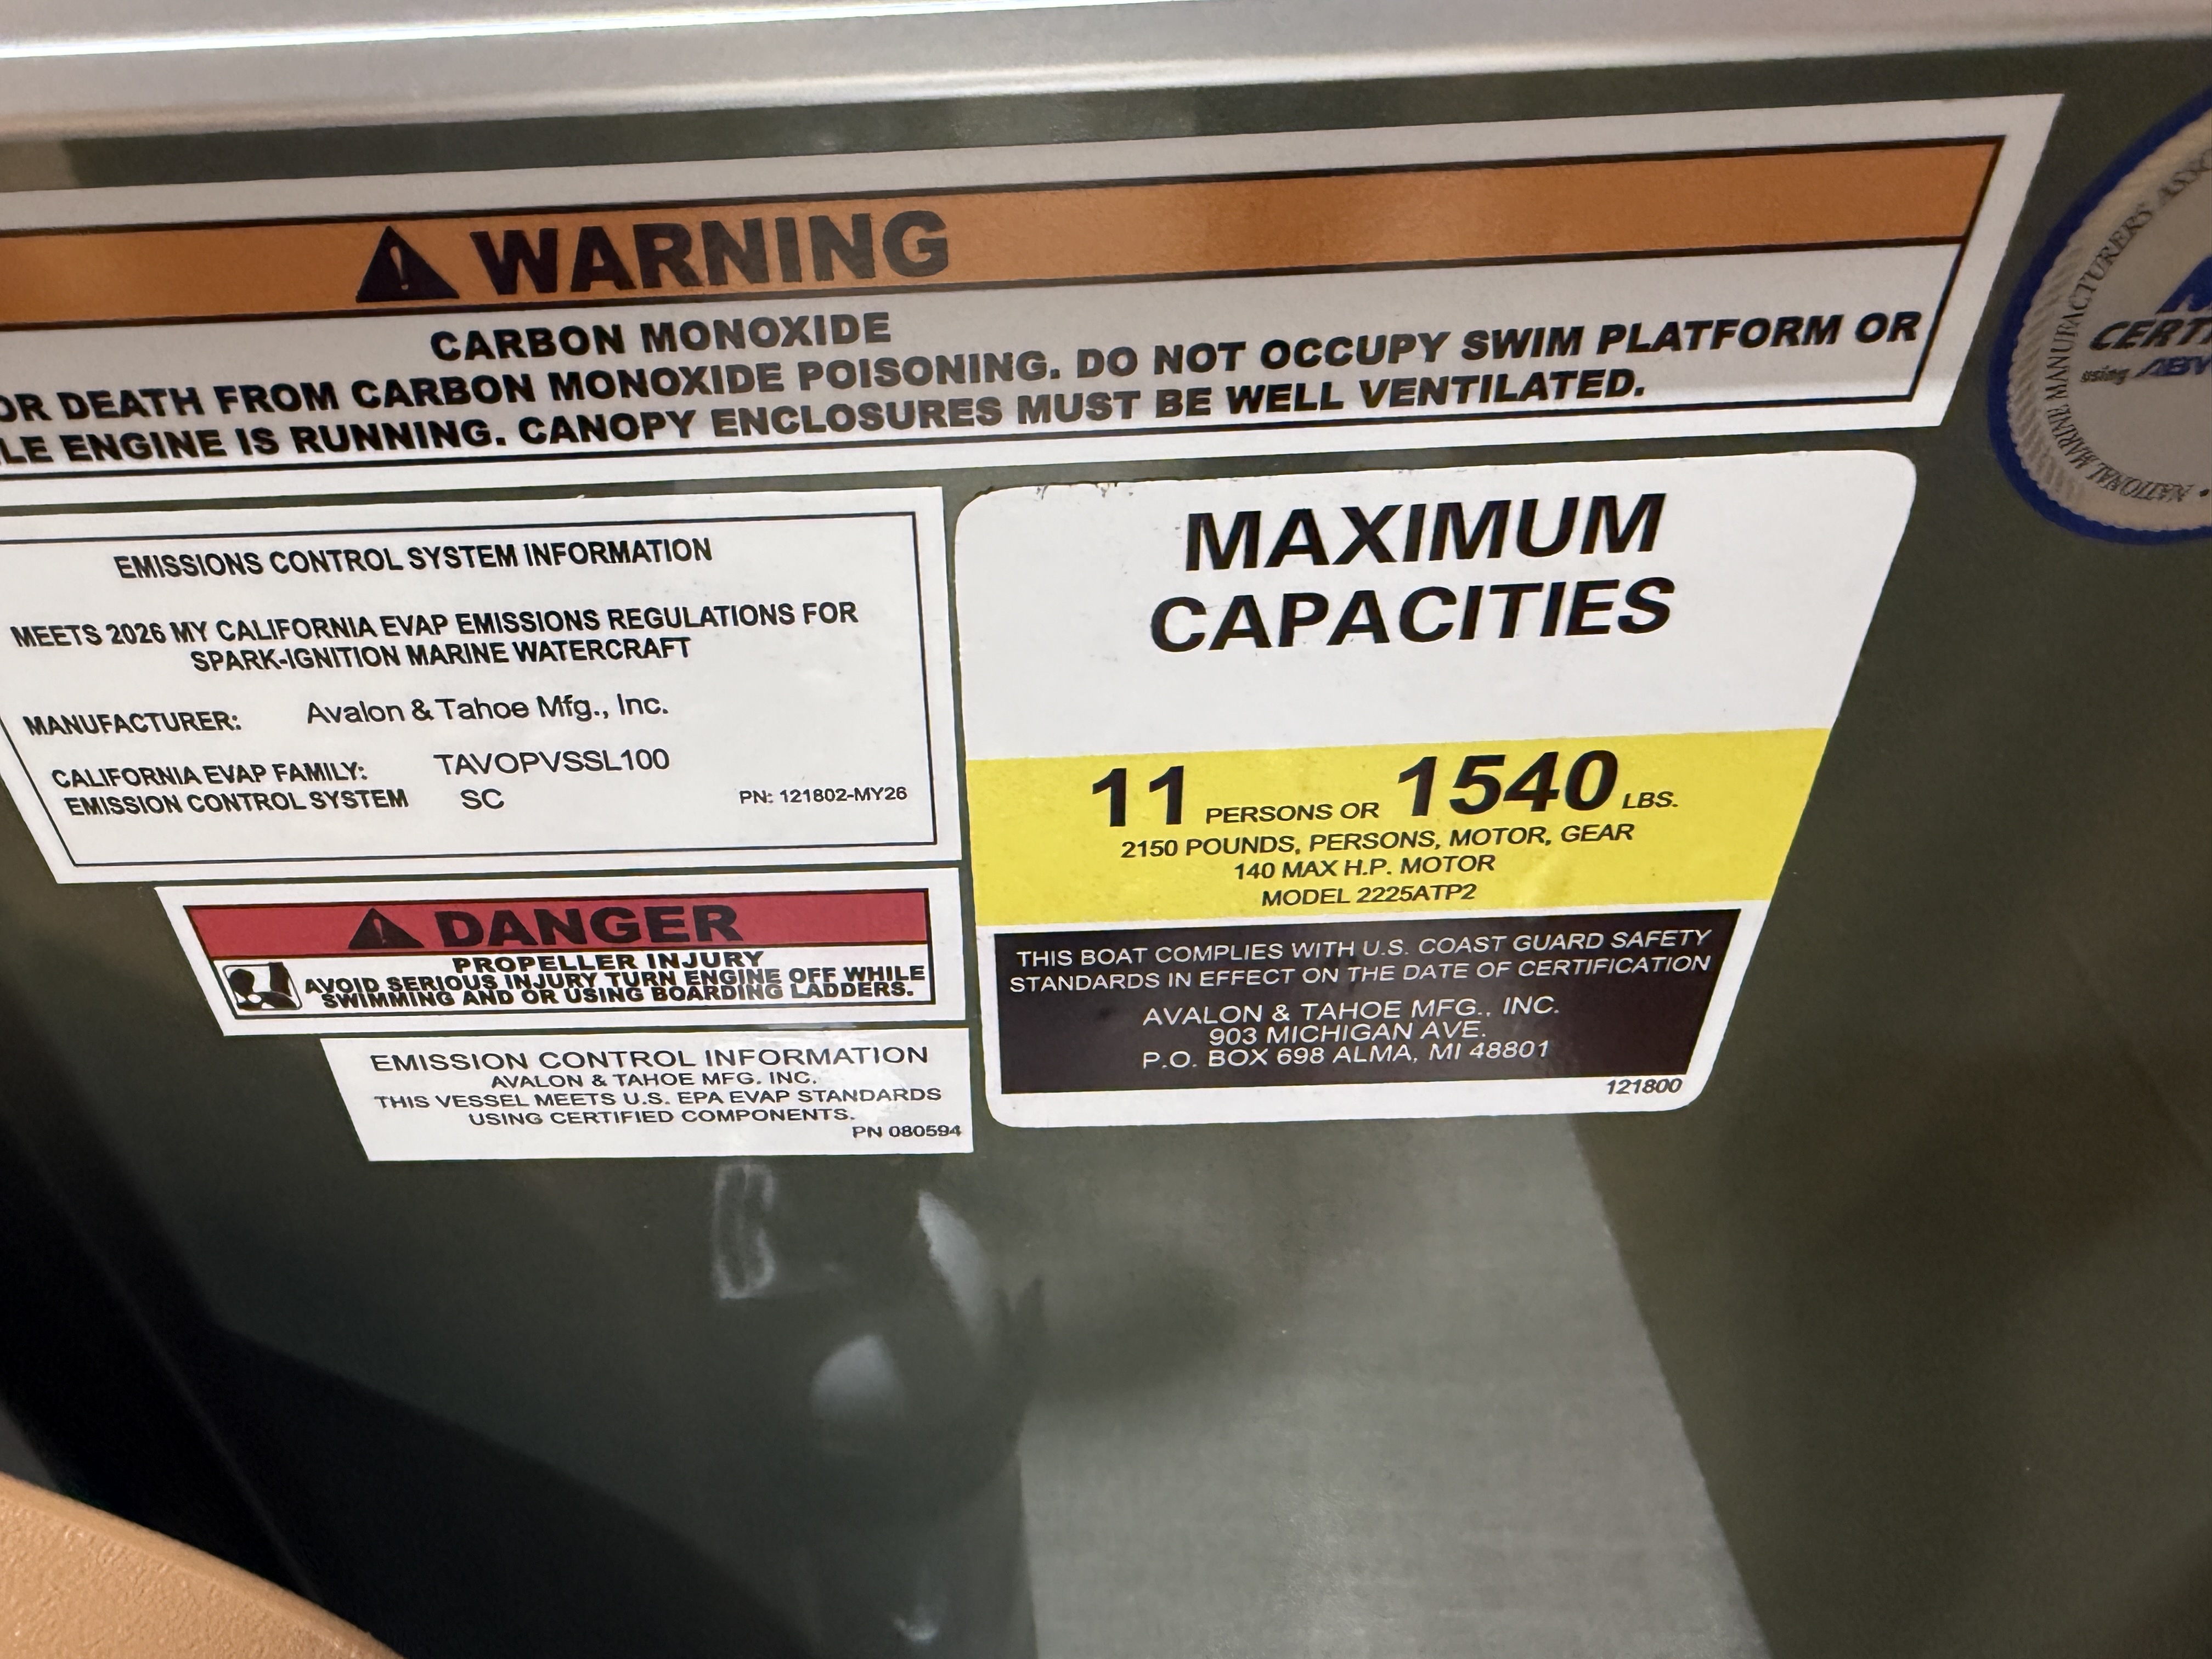 WARNING
CARBON MONOXIDE
OR DEATH FROM CARBON MONOXIDE POISONING. DO NOT OCCUPY SWIM PLATFORM OR
LE ENGINE IS RUNNING. CANOPY ENCLOSURES MUST BE WELL VENTILATED.
NATIONAL MARINE MANUFACTURERS ASSOC
CERTI
using ABY
EMISSIONS CONTROL SYSTEM INFORMATION
MEETS 2026 MY CALIFORNIA EVAP EMISSIONS REGULATIONS FOR
SPARK-IGNITION MARINE WATERCRAFT
MANUFACTURER: Avalon & Tahoe Mfg., Inc.
CALIFORNIA EVAP FAMILY: TAVOPVSSL100
EMISSION CONTROL SYSTEM SC PN: 121802-MY26
DANGER
PROPELLER INJURY
AVOID SERIOUS INJURY TURN ENGINE OFF WHILE
SWIMMING AND OR USING BOARDING LADDERS.
EMISSION CONTROL INFORMATION
AVALON & TAHOE MFG. INC.
THIS VESSEL MEETS U.S. EPA EVAP STANDARDS
USING CERTIFIED COMPONENTS.
PN 080594
MAXIMUM
CAPACITIES
11 PERSONS OR 1540 LBS.
2150 POUNDS, PERSONS, MOTOR, GEAR
140 MAX H.P. MOTOR
MODEL 2225ATP2
THIS BOAT COMPLIES WITH U.S. COAST GUARD SAFETY
STANDARDS IN EFFECT ON THE DATE OF CERTIFICATION
AVALON & TAHOE MFG., INC.
903 MICHIGAN AVE.
P.O. BOX 698 ALMA, MI 48801
121800